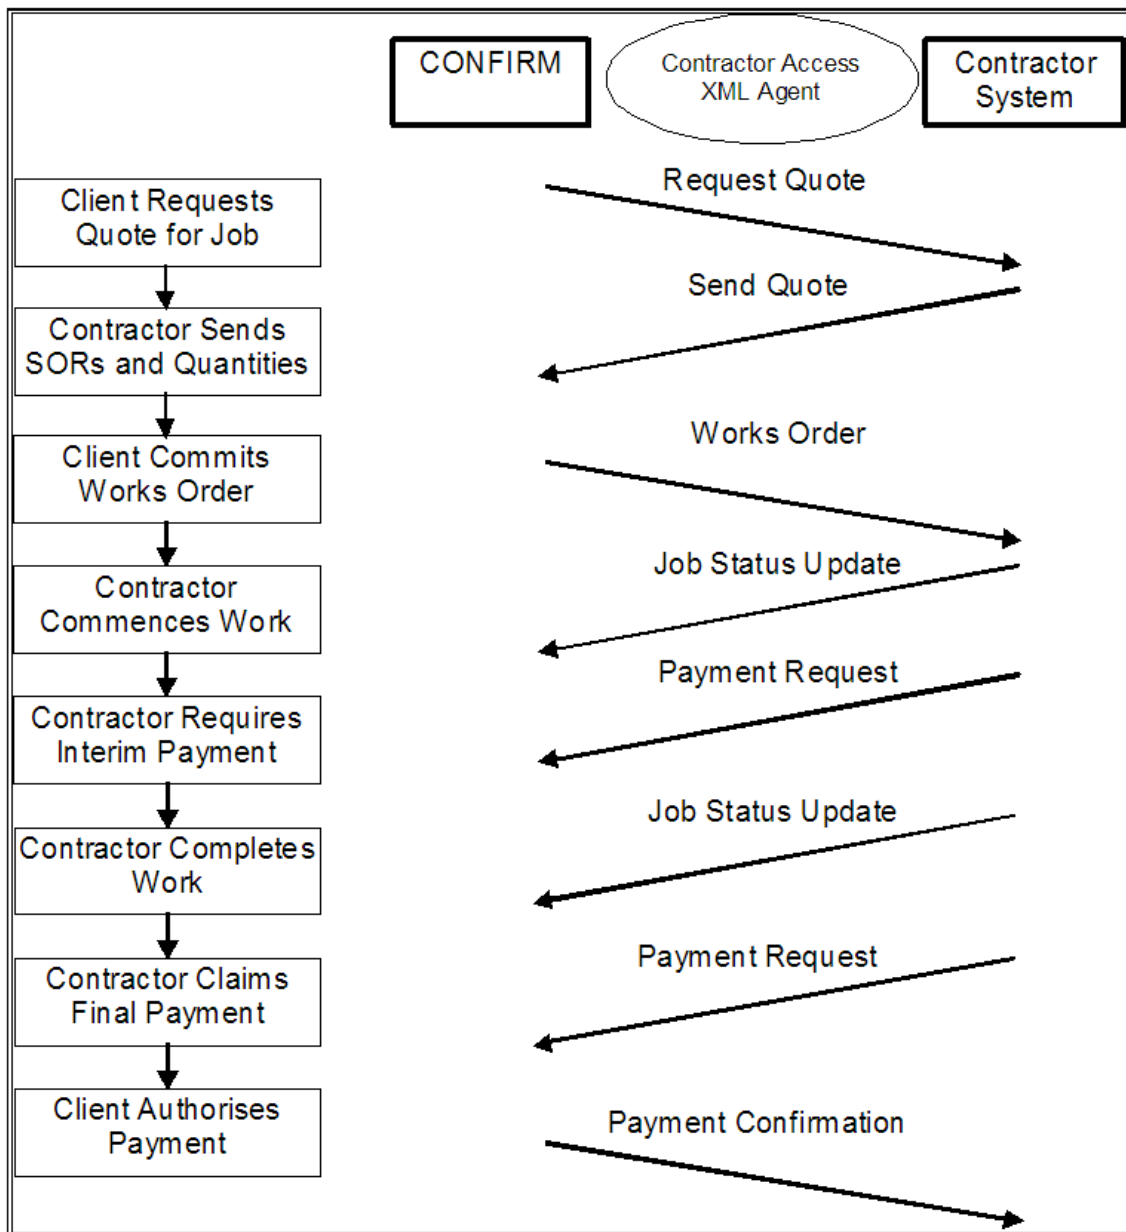 CONFIRM
Contractor Access
XML Agent
Contractor
System
Client Requests
Quote for Job
Request Quote
Send Quote
Contractor Sends
SORs and Quantities
Client Commits
Works Order
Works Order
Contractor
Commences Work
Job Status Update
Contractor Requires
Interim Payment
Payment Request
Contractor Completes
Work
Job Status Update
Contractor Claims
Final Payment
Payment Request
Client Authorises
Payment
Payment Confirmation